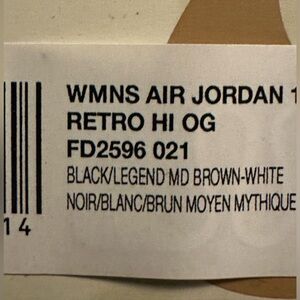 WMNS AIR JORDAN 1
RETRO HI OG
FD2596 021
BLACK/LEGEND MD BROWN-WHITE
NOIR/BLANC/BRUN MOYEN MYTHIQUE
14